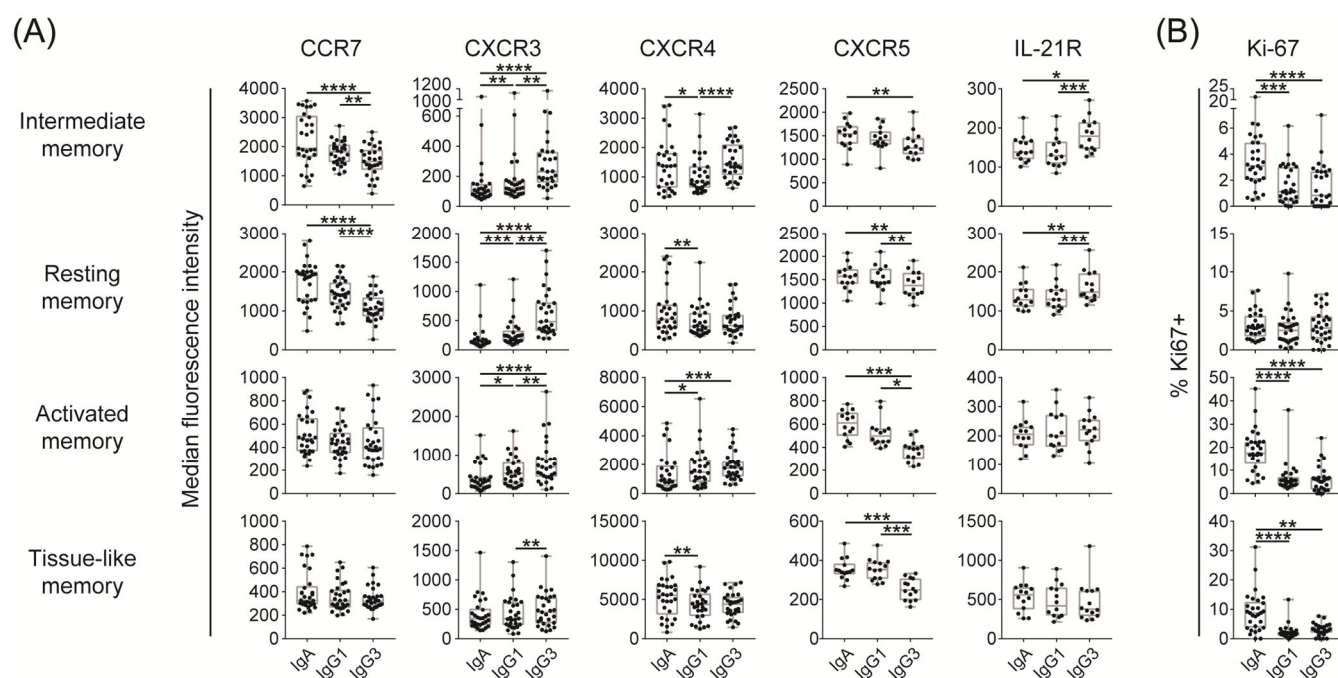 (A)
CCR7 CXCR3 CXCR4 CXCR5 IL-21R
(B)
Ki-67
Median fluorescence intensity
% Ki67+
Intermediate
memory
4000 3000 2000 1000 0
**** **
1200 1000 600 400 200 0
**** ** **
4000 3000 2000 1000 0
* ****
2500 2000 1500 1000 500 0
**
300 200 100 0
* ***
25 20 6 4 2 0
**** ***
Resting
memory
3000 2000 1000 0
**** ****
2000 1500 1000 500 0
**** *** ***
3000 2000 1000 0
**
2500 2000 1500 1000 500 0
** **
300 200 100 0
** ***
15 10 5 0
Activated
memory
1000 800 600 400 200 0
3000 2000 1000 0
**** * **
8000 6000 4000 2000 0
*** *
1000 800 600 400 200 0
*** *
400 300 200 100 0
50 40 30 20 10 0
**** ****
Tissue-like
memory
1000 800 600 400 200 0
2000 1500 1000 500 0
**
15000 10000 5000 0
**
600 400 200 0
*** ***
1500 1000 500 0
40 30 20 10 0
** ****
IgA IgG1 IgG3 IgA IgG1 IgG3 IgA IgG1 IgG3 IgA IgG1 IgG3 IgA IgG1 IgG3 IgA IgG1 IgG3